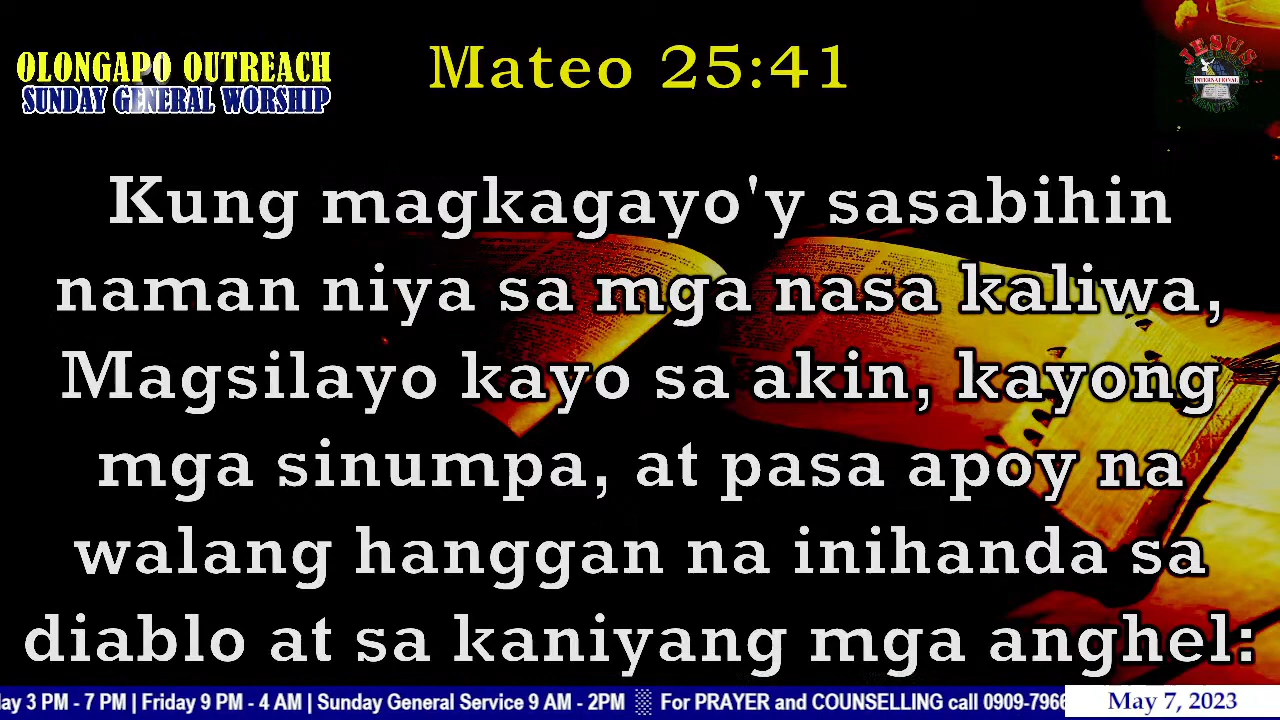 OLONGAPO OUTREACH
SUNDAY GENERAL WORSHIP
Mateo 25:41
JESUS
INTERNATIONAL
MINISTRY
Kung magkagayo'y sasabihin
naman niya sa mga nasa kaliwa,
Magsilayo kayo sa akin, kayong
mga sinumpa, at pasa apoy na
walang hanggan na inihanda sa
diablo at sa kaniyang mga anghel:
3 PM - 7 PM | Friday 9 PM - 4 AM | Sunday General Service 9 AM - 2PM ░ For PRAYER and COUNSELLING call 0909-7966
May 7, 2023